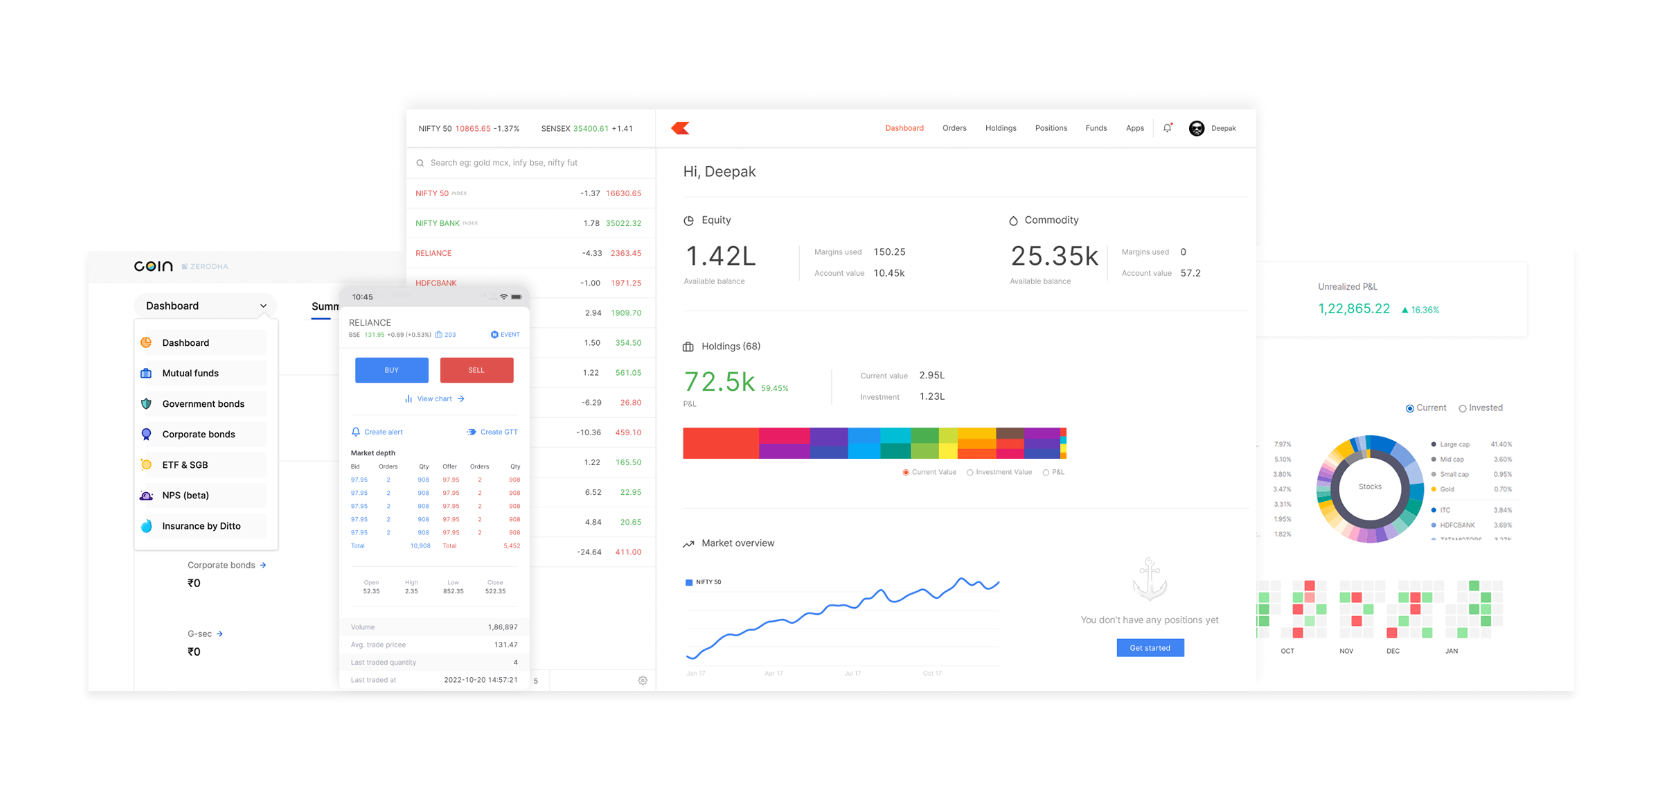 NIFTY 50 10865.65 -1.37% SENSEX 35400.61 +1.41
Dashboard Orders Holdings Positions Funds Apps Deepak
Search eg: gold mcx, infy bse, nifty fut
NIFTY 50 INDEX -1.37 16630.65
NIFTY BANK INDEX 1.78 35022.32
RELIANCE -4.33 2363.45
HDFCBANK -1.00 1971.25
2.94 1909.70
1.50 354.50
1.22 561.05
-6.29 26.80
-10.36 459.10
1.22 165.50
6.52 22.95
4.84 20.65
-24.64 411.00
5
Hi, Deepak
Equity
1.42L
Available balance
Margins used 150.25
Account value 10.45k
Commodity
25.35k
Available balance
Margins used 0
Account value 57.2
Holdings (68)
72.5k 59.45%
P&L
Current value 2.95L
Investment 1.23L
Current Value Investment Value P&L
Market overview
NIFTY 50
Jan 17 Apr 17 Jul 17 Oct 17
You don't have any positions yet
Get started
COIN ZERODHA
Dashboard
Summ
Dashboard
Mutual funds
Government bonds
Corporate bonds
ETF & SGB
NPS (beta)
Insurance by Ditto
Corporate bonds →
₹0
G-sec →
₹0
10:45
RELIANCE
BSE 131.95 +0.69 (+0.53%) 203 EVENT
BUY SELL
View chart →
Create alert Create GTT
Market depth
Bid Orders Qty Offer Orders Qty
97.95 2 908 97.95 2 908
97.95 2 908 97.95 2 908
97.95 2 908 97.95 2 908
97.95 2 908 97.95 2 908
97.95 2 908 97.95 2 908
Total 10,908 Total 5,452
Open High Low Close
52.35 2.35 852.35 522.35
Volume 1,86,897
Avg. trade pricee 131.47
Last traded quantity 4
Last traded at 2022-10-20 14:57:21
Unrealized P&L
1,22,865.22 ▲ 16.36%
Current Invested
7.97%
5.10%
3.80%
3.47%
3.31%
1.95%
1.82%
Stocks
Large cap 41.40%
Mid cap 3.60%
Small cap 0.95%
Gold 0.70%
ITC 3.84%
HDFCBANK 3.69%
OCT NOV DEC JAN